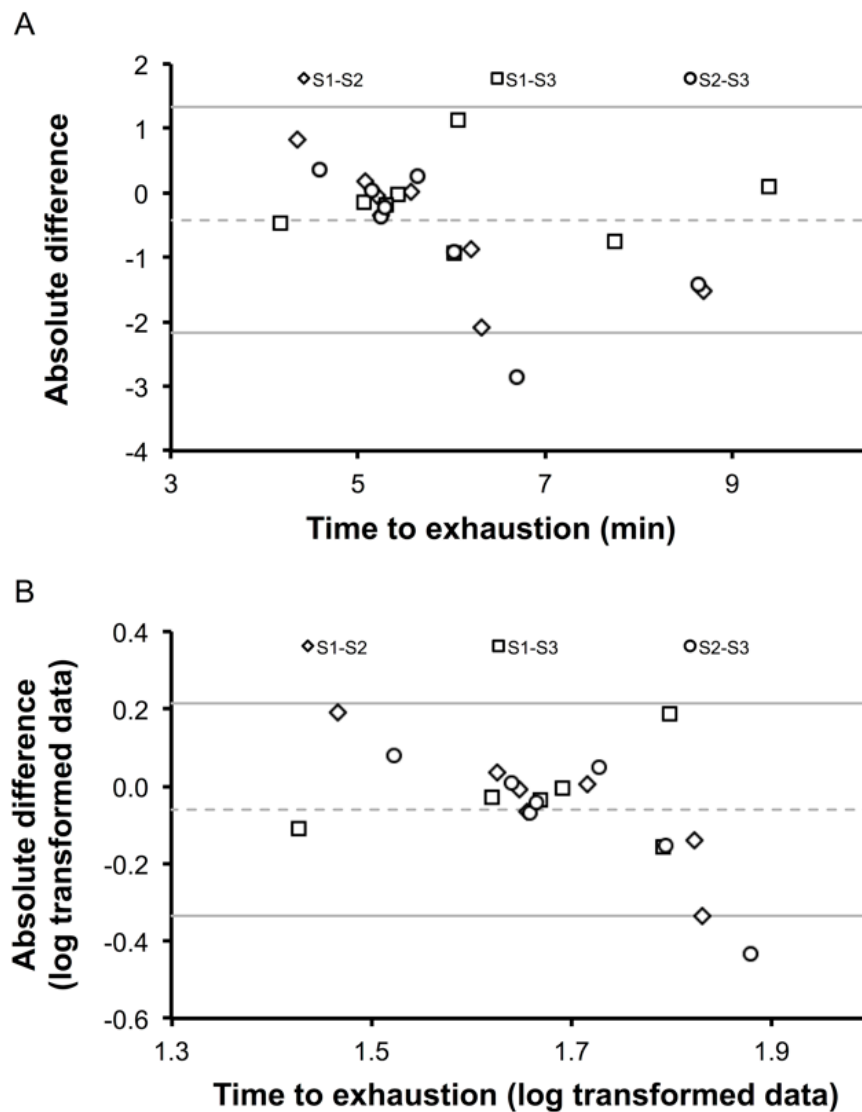 A
Absolute difference
2
1
0
-1
-2
-3
-4
S1-S2 S1-S3 S2-S3
3 5 7 9
Time to exhaustion (min)
B
Absolute difference
(log transformed data)
0.4
0.2
0.0
-0.2
-0.4
-0.6
S1-S2 S1-S3 S2-S3
1.3 1.5 1.7 1.9
Time to exhaustion (log transformed data)